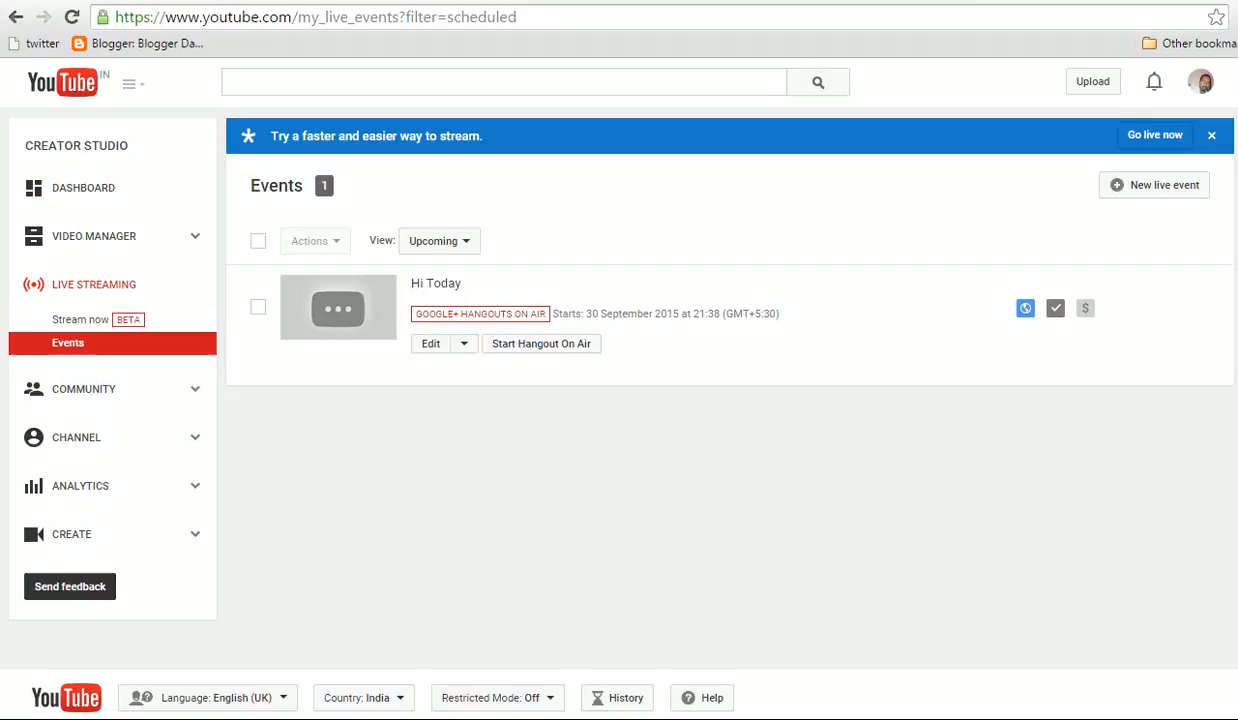 https://www.youtube.com/my_live_events?filter=scheduled
twitter Blogger: Blogger Da... Other bookma
YouTube IN Upload
CREATOR STUDIO
DASHBOARD
VIDEO MANAGER
LIVE STREAMING
Stream now BETA
Events
COMMUNITY
CHANNEL
ANALYTICS
CREATE
Send feedback
Try a faster and easier way to stream. Go live now ×
Events 1 New live event
Actions View: Upcoming
Hi Today
GOOGLE+ HANGOUTS ON AIR Starts: 30 September 2015 at 21:38 (GMT+5:30) $
Edit Start Hangout On Air
YouTube Language: English (UK) Country: India Restricted Mode: Off History Help